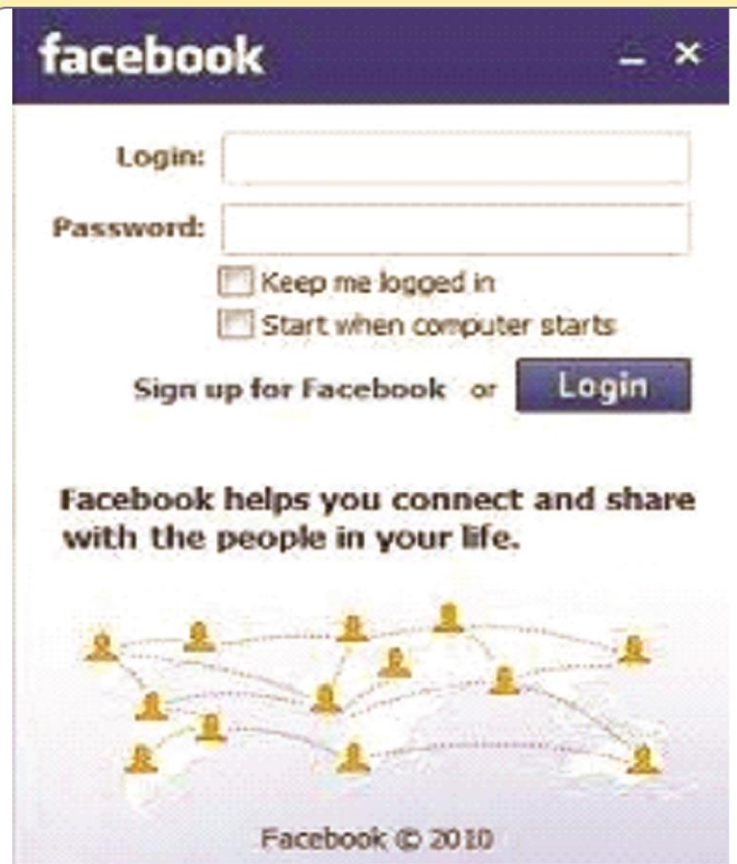 facebook
Login:
Password:
Keep me logged in
Start when computer starts
Sign up for Facebook or Login
Facebook helps you connect and share
with the people in your life.
Facebook © 2010